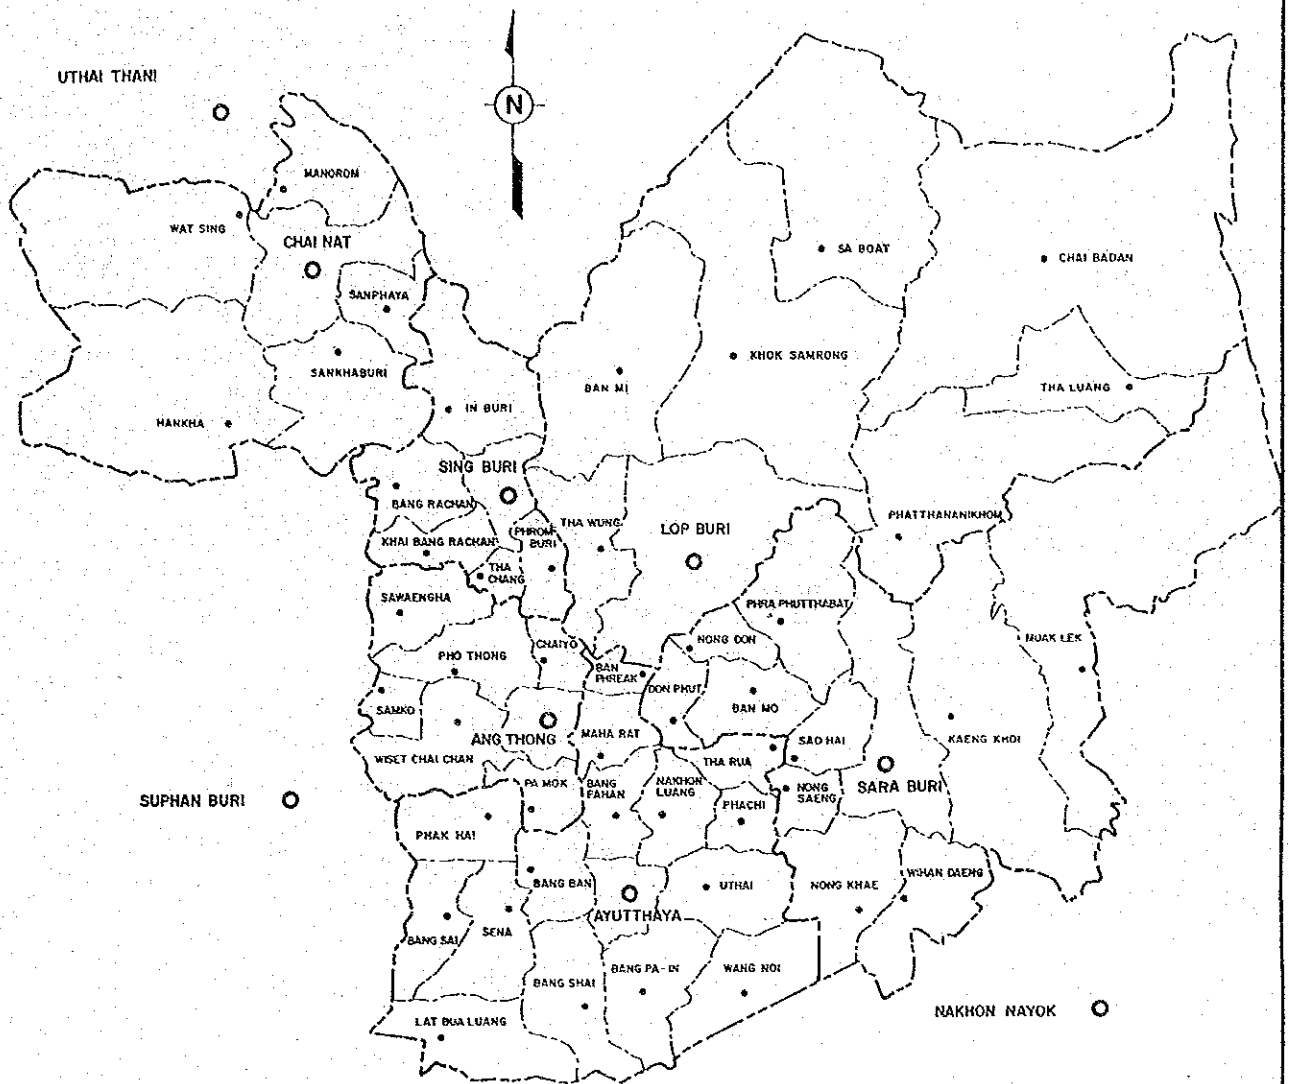 UTHAI THANI
N
MANOROM
WAT SING
CHAI NAT
SA BOAT
CHAI BADAN
SANPHAYA
KHOK SAMRONG
SANKHABURI
BAN MI
THA LUANG
IN BURI
HANKHA
SING BURI
BANG RACHAN
PHATTHANANIKHOM
THA WUNG
LOP BURI
PHROM
BURI
KHAI BANG RACHAN
THA
CHANG
SAWAENGHA
PHRA PHUTTHABAT
NONG DON
MUAK LEK
CHAIYO
PHO THONG
BAN
PHREAK
DON PHUT
BAN MO
SAMKO
ANG THONG
MAHA RAT
SAO HAI
KAENG KHOI
WISET CHAI CHAN
THA RUA
PA MOK
BANG
PAHAN
NAKHON
LUANG
NONG
SAENG
SARA BURI
SUPHAN BURI
PHACHI
PHAK HAI
WIHAN DAENG
BANG BAN
UTHAI
NONG KHAE
AYUTTHAYA
SENA
BANG SAI
BANG PA-IN
WANG NOI
BANG SHAI
NAKHON NAYOK
LAT BUA LUANG